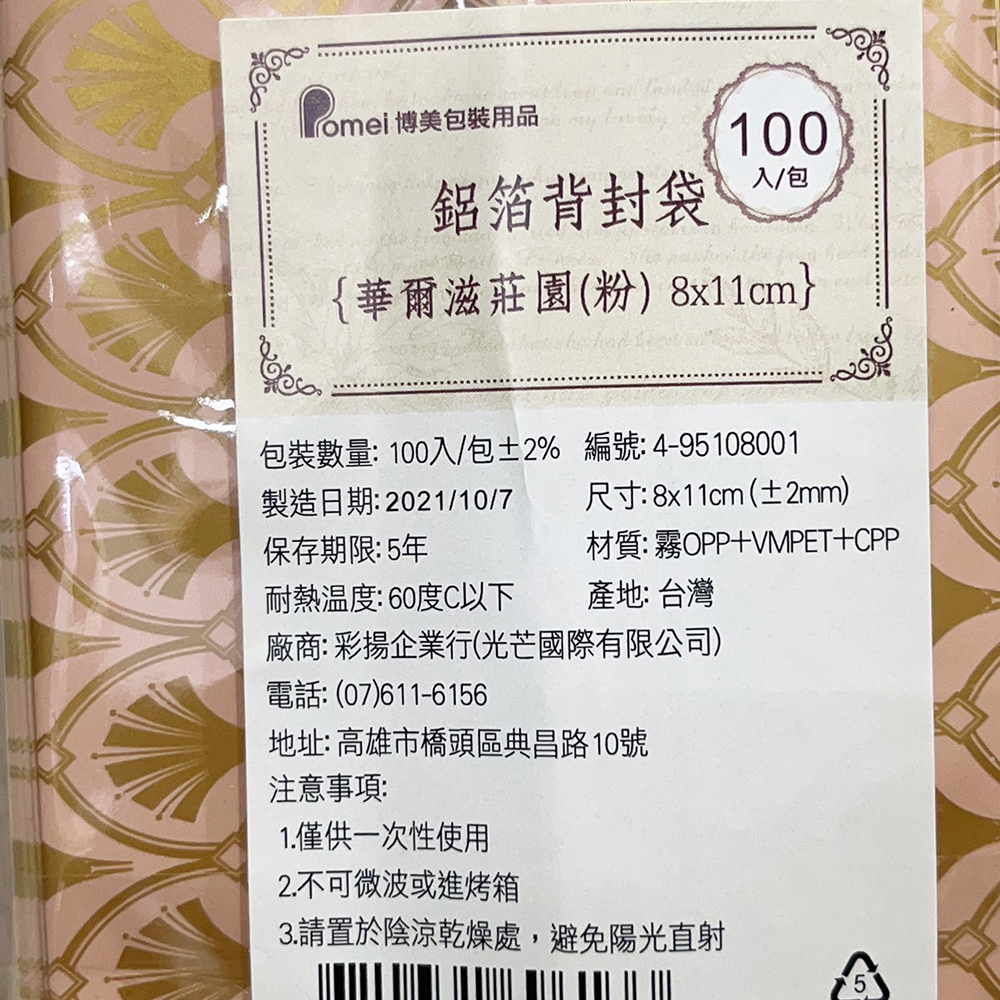 Pomei 博美包裝用品
100
入/包
鋁箔背封袋
{華爾滋莊園(粉) 8x11cm}
包裝數量: 100入/包±2% 編號: 4-95108001
製造日期: 2021/10/7 尺寸: 8x11cm (±2mm)
保存期限: 5年 材質: 霧OPP+VMPET+CPP
耐熱溫度: 60度C以下 產地: 台灣
廠商: 彩揚企業行(光芒國際有限公司)
電話: (07)611-6156
地址: 高雄市橋頭區典昌路10號
注意事項:
1.僅供一次性使用
2.不可微波或進烤箱
3.請置於陰涼乾燥處，避免陽光直射
5